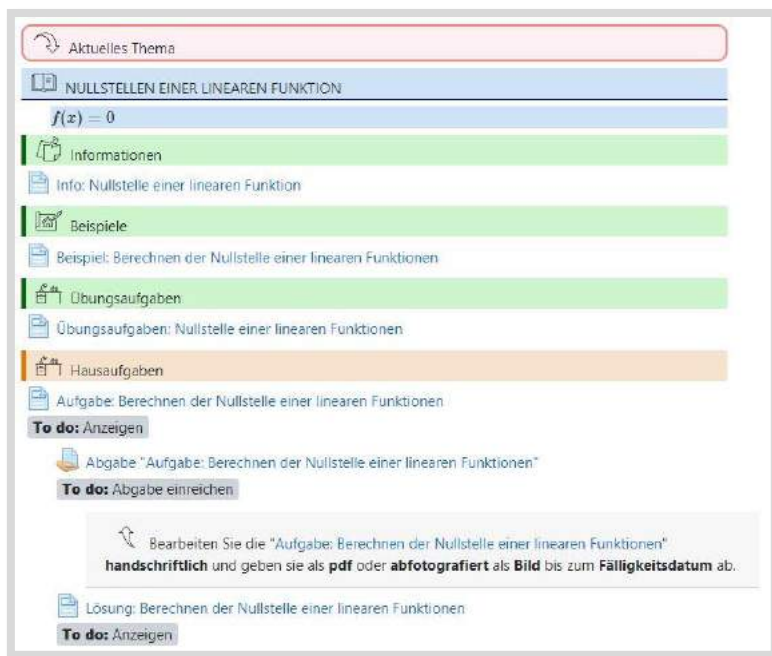 Aktuelles Thema
NULLSTELLEN EINER LINEAREN FUNKTION
f(x) = 0
Informationen
Info: Nullstelle einer linearen Funktion
Beispiele
Beispiel: Berechnen der Nullstelle einer linearen Funktionen
Übungsaufgaben
Übungsaufgaben: Nullstelle einer linearen Funktionen
Hausaufgaben
Aufgabe: Berechnen der Nullstelle einer linearen Funktionen
To do: Anzeigen
Abgabe "Aufgabe: Berechnen der Nullstelle einer linearen Funktionen"
To do: Abgabe einreichen
Bearbeiten Sie die "Aufgabe: Berechnen der Nullstelle einer linearen Funktionen"
handschriftlich und geben sie als pdf oder abfotografiert als Bild bis zum Fälligkeitsdatum ab.
Lösung: Berechnen der Nullstelle einer linearen Funktionen
To do: Anzeigen